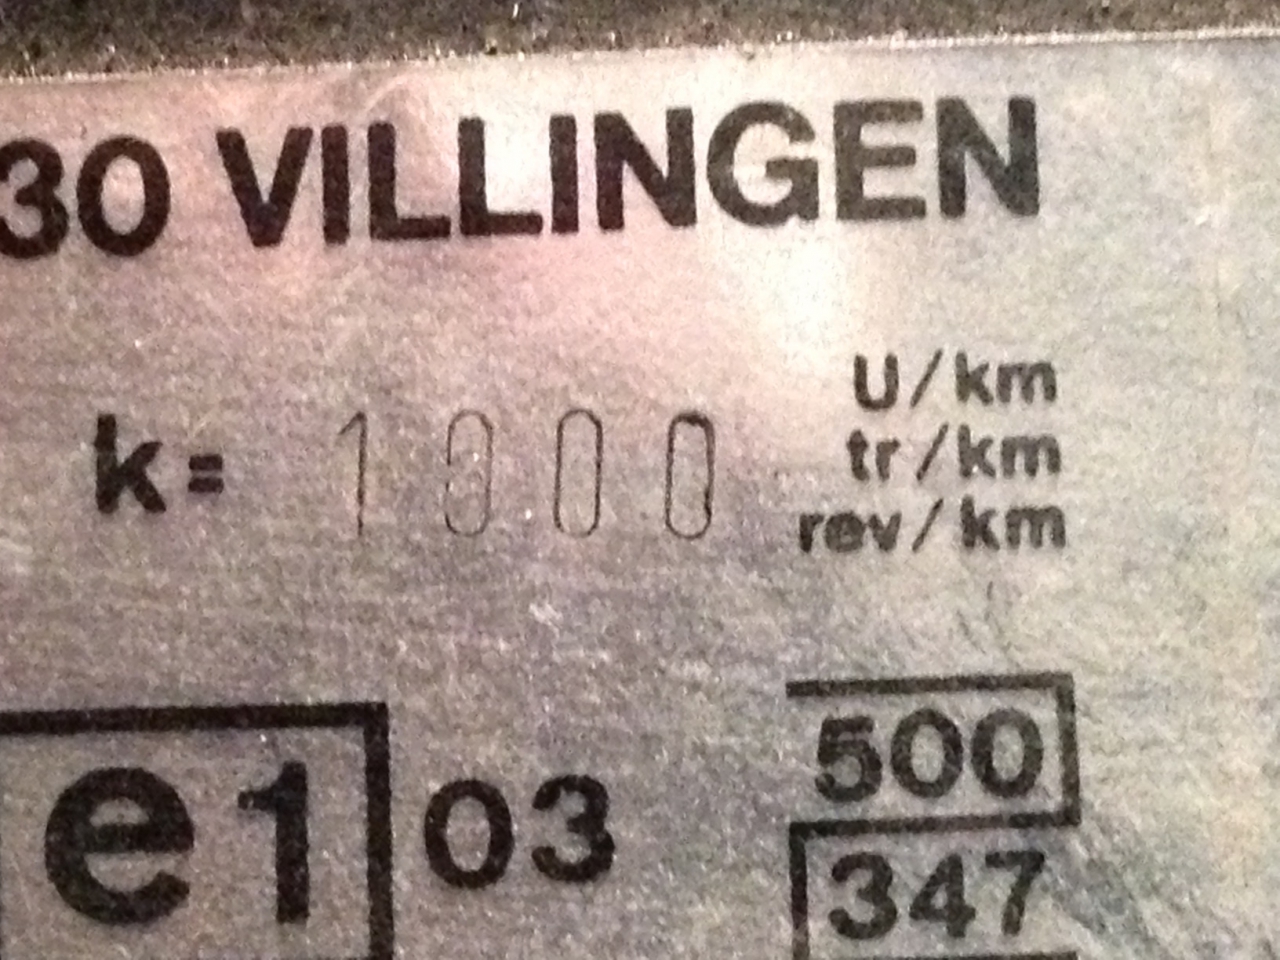 30 VILLINGEN
k= 1000
U/km
tr/km
rev/km
e1 03
500
347